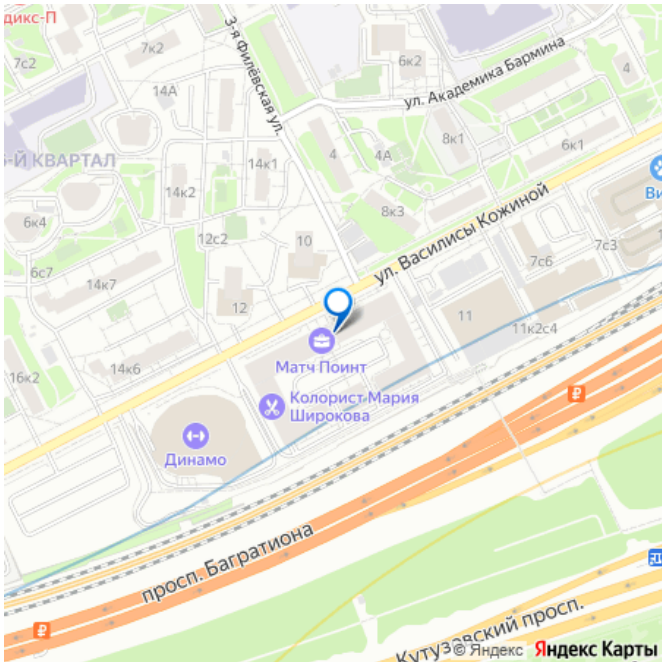 дикс-П
7к2
7с2
14А
3-я Филёвская ул.
6к2
ул. Академика Бармина
4
8к1
6к1
-Й КВАРТАЛ
14к1
4
4А
14к2
Ви
6к4
8к3
ул. Василисы Кожиной
12с2
10
7с6
7с3
6с7
14к7
12
11
11к2с4
14к6
16к2
Матч Поинт
Колорист Мария
Широкова
Динамо
просп. Багратиона
Кутузовский просп.
© Яндекс Яндекс Карты